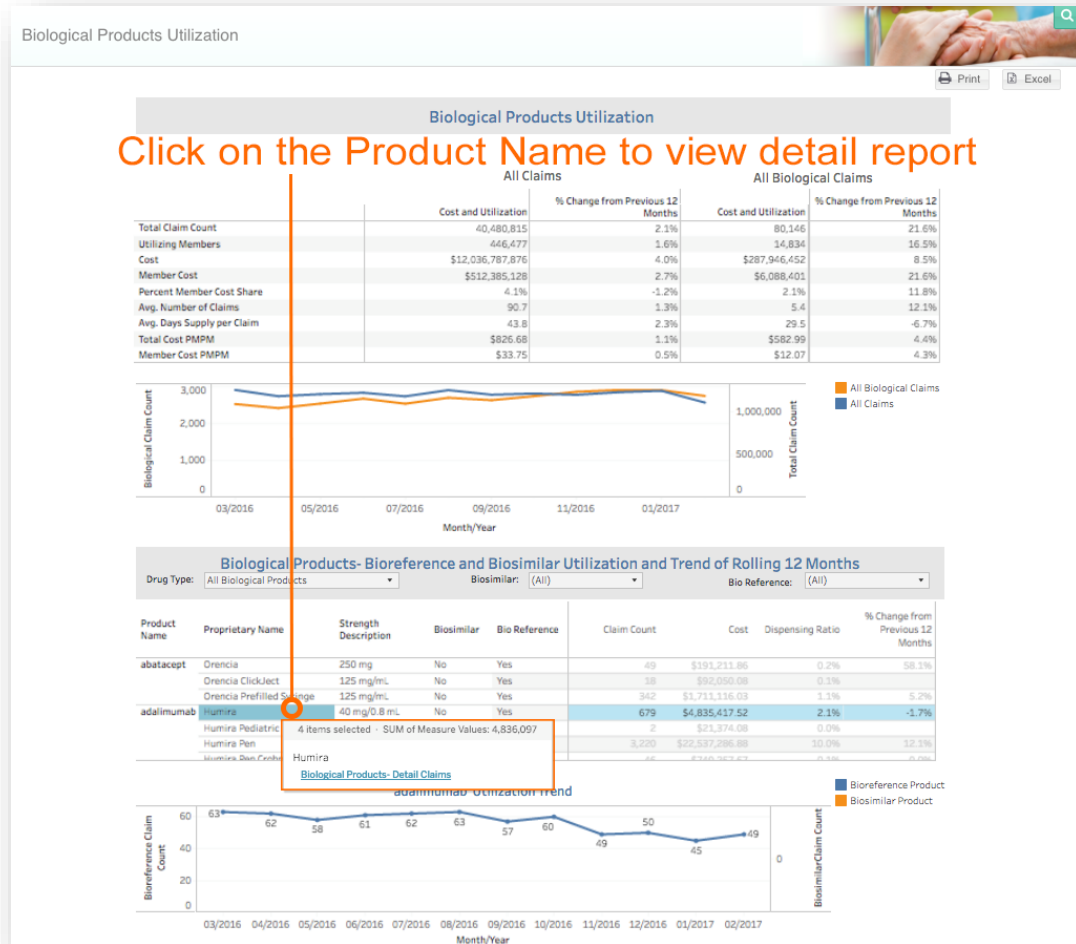 Biological Products Utilization
Print Excel
Biological Products Utilization
Click on the Product Name to view detail report
All Claims All Biological Claims
Cost and Utilization % Change from Previous 12 Months Cost and Utilization % Change from Previous 12 Months
Total Claim Count 40,480,815 2.1% 80,146 21.6%
Utilizing Members 446,477 1.6% 14,834 16.5%
Cost $12,036,787,876 4.0% $287,946,452 8.5%
Member Cost $512,385,128 2.7% $6,088,401 21.6%
Percent Member Cost Share 4.1% -1.2% 2.1% 11.8%
Avg. Number of Claims 90.7 1.3% 5.4 12.1%
Avg. Days Supply per Claim 43.8 2.3% 29.5 -6.7%
Total Cost PMPM $826.68 1.1% $582.99 4.4%
Member Cost PMPM $33.75 0.5% $12.07 4.3%
Biological Claim Count
3,000
2,000
1,000
0
1,000,000
500,000
0
Total Claim Count
All Biological Claims
All Claims
03/2016 05/2016 07/2016 09/2016 11/2016 01/2017
Month/Year
Biological Products- Bioreference and Biosimilar Utilization and Trend of Rolling 12 Months
Drug Type: All Biological Products Biosimilar: (All) Bio Reference: (All)
Product Name Proprietary Name Strength Description Biosimilar Bio Reference Claim Count Cost Dispensing Ratio % Change from Previous 12 Months
abatacept Orencia 250 mg No Yes 49 $191,211.86 0.2% 58.1%
Orencia ClickJect 125 mg/mL No Yes 18 $92,050.08 0.1%
Orencia Prefilled Syringe 125 mg/mL No Yes 342 $1,711,116.03 1.1% 5.2%
adalimumab Humira 40 mg/0.8 mL No Yes 679 $4,835,417.52 2.1% -1.7%
Humira Pediatric 2 $21,374.08 0.0%
Humira Pen 3,220 $22,537,286.88 10.0% 12.1%
Humira Pen
4 items selected · SUM of Measure Values: 4,836,097
Humira
Biological Products- Detail Claims
adalimumab Utilization Trend
Bioreference Product
Biosimilar Product
Bioreference Claim Count
60
40
20
0
63 62 58 61 62 63 57 60 49 50 45 49
0
BiosimilarClaim Count
03/2016 04/2016 05/2016 06/2016 07/2016 08/2016 09/2016 10/2016 11/2016 12/2016 01/2017 02/2017
Month/Year